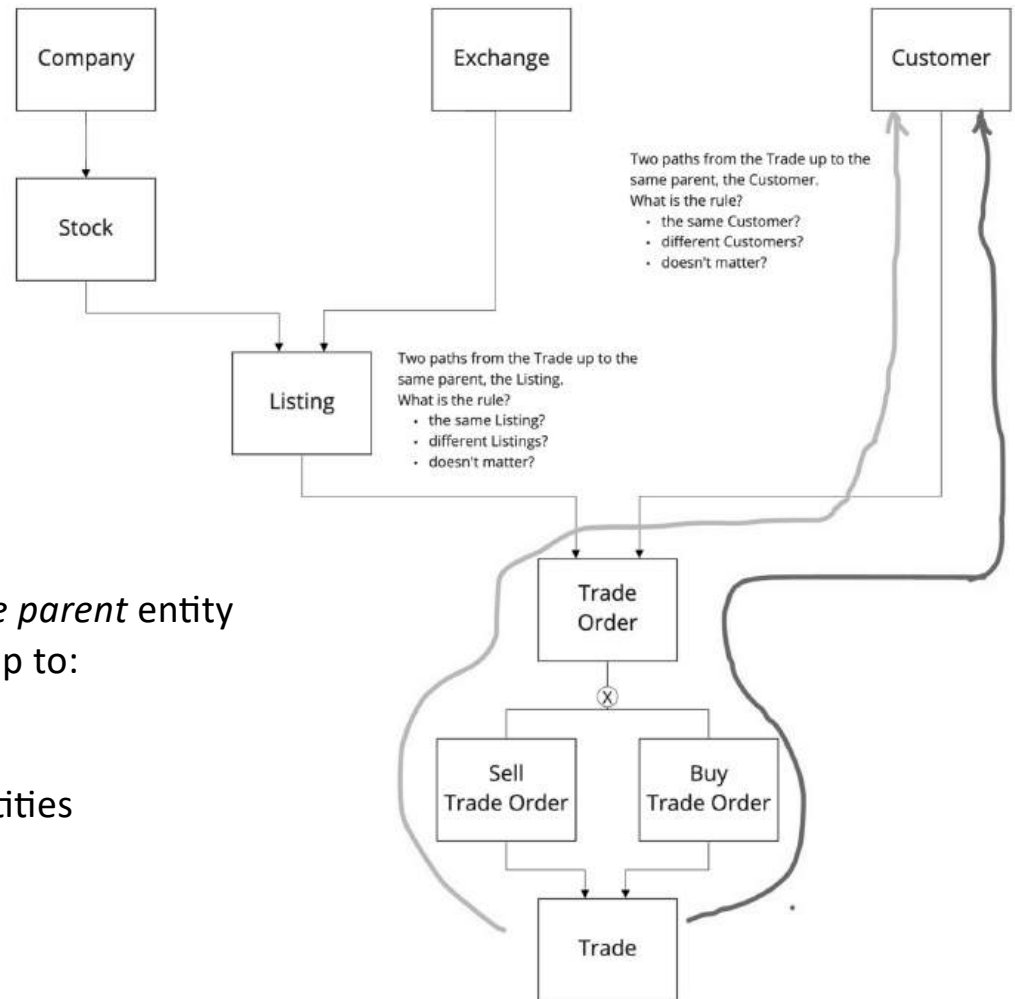 Company
Exchange
Customer
Two paths from the Trade up to the
same parent, the Customer.
What is the rule?
• the same Customer?
• different Customers?
• doesn't matter?
Stock
Listing
Two paths from the Trade up to the
same parent, the Listing.
What is the rule?
• the same Listing?
• different Listings?
• doesn't matter?
Trade
Order
e parent entity
p to:
X
Sell
Trade Order
Buy
Trade Order
tities
Trade